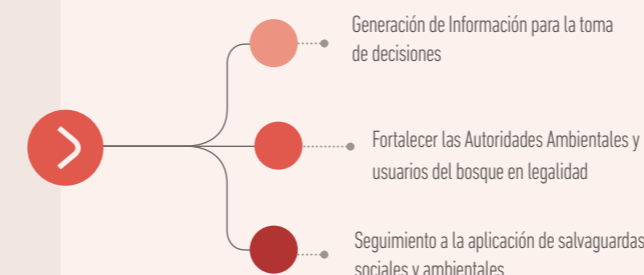 Generación de Información para la toma
de decisiones
Fortalecer las Autoridades Ambientales y
usuarios del bosque en legalidad
Seguimiento a la aplicación de salvaguardas
sociales y ambientales